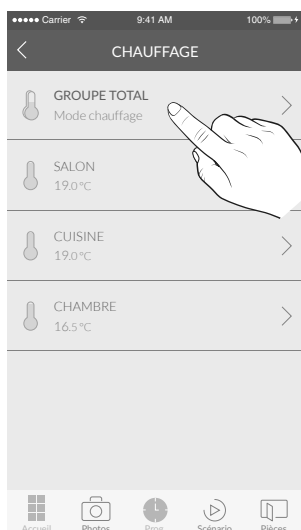 Carrier 9:41 AM 100%
CHAUFFAGE
GROUPE TOTAL
Mode chauffage
SALON
19.0 °C
CUISINE
19.0 °C
CHAMBRE
16.5 °C
Accueil Photos Prog. Scénario Pièces